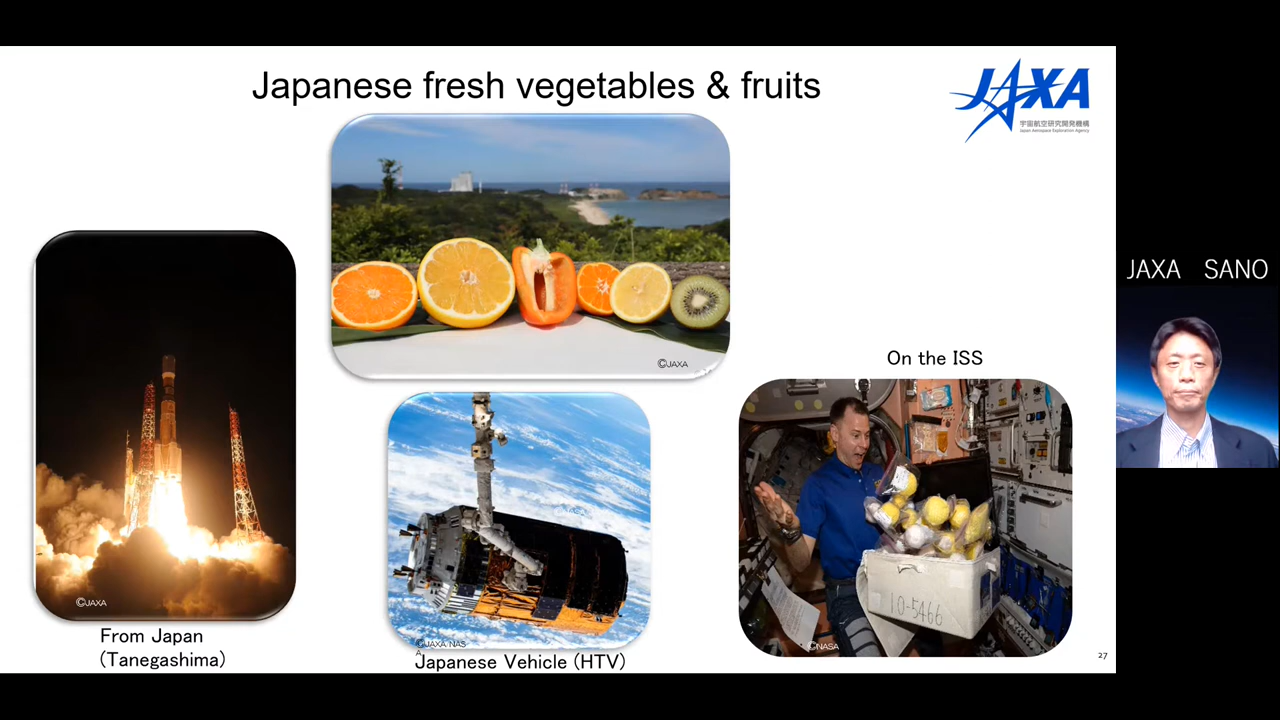 Japanese fresh vegetables & fruits
JAXA
宇宙航空研究開発機構
Japan Aerospace Exploration Agency
©JAXA
JAXA SANO
On the ISS
©JAXA
From Japan
(Tanegashima)
©JAXA NAS
A
Japanese Vehicle (HTV)
10-5466
©NASA
27